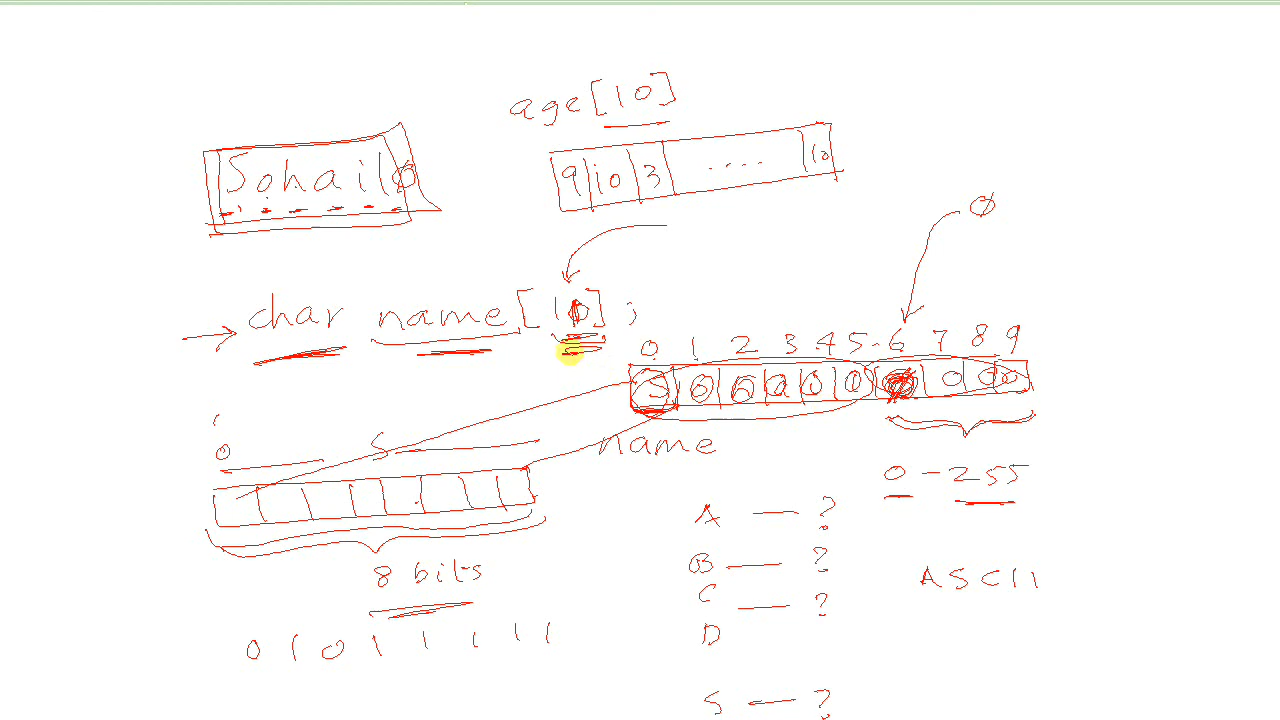 age[10]
Sohail0
9 10 3 .... 10
0
char name[10] ;
0 1 2 3 4 5 6 7 8 9
S
name
0 S
0 - 255
A — ?
B — ?
C — ?
D
ASCII
8 bits
0 1 0 1 1 1 1 1
S — ?